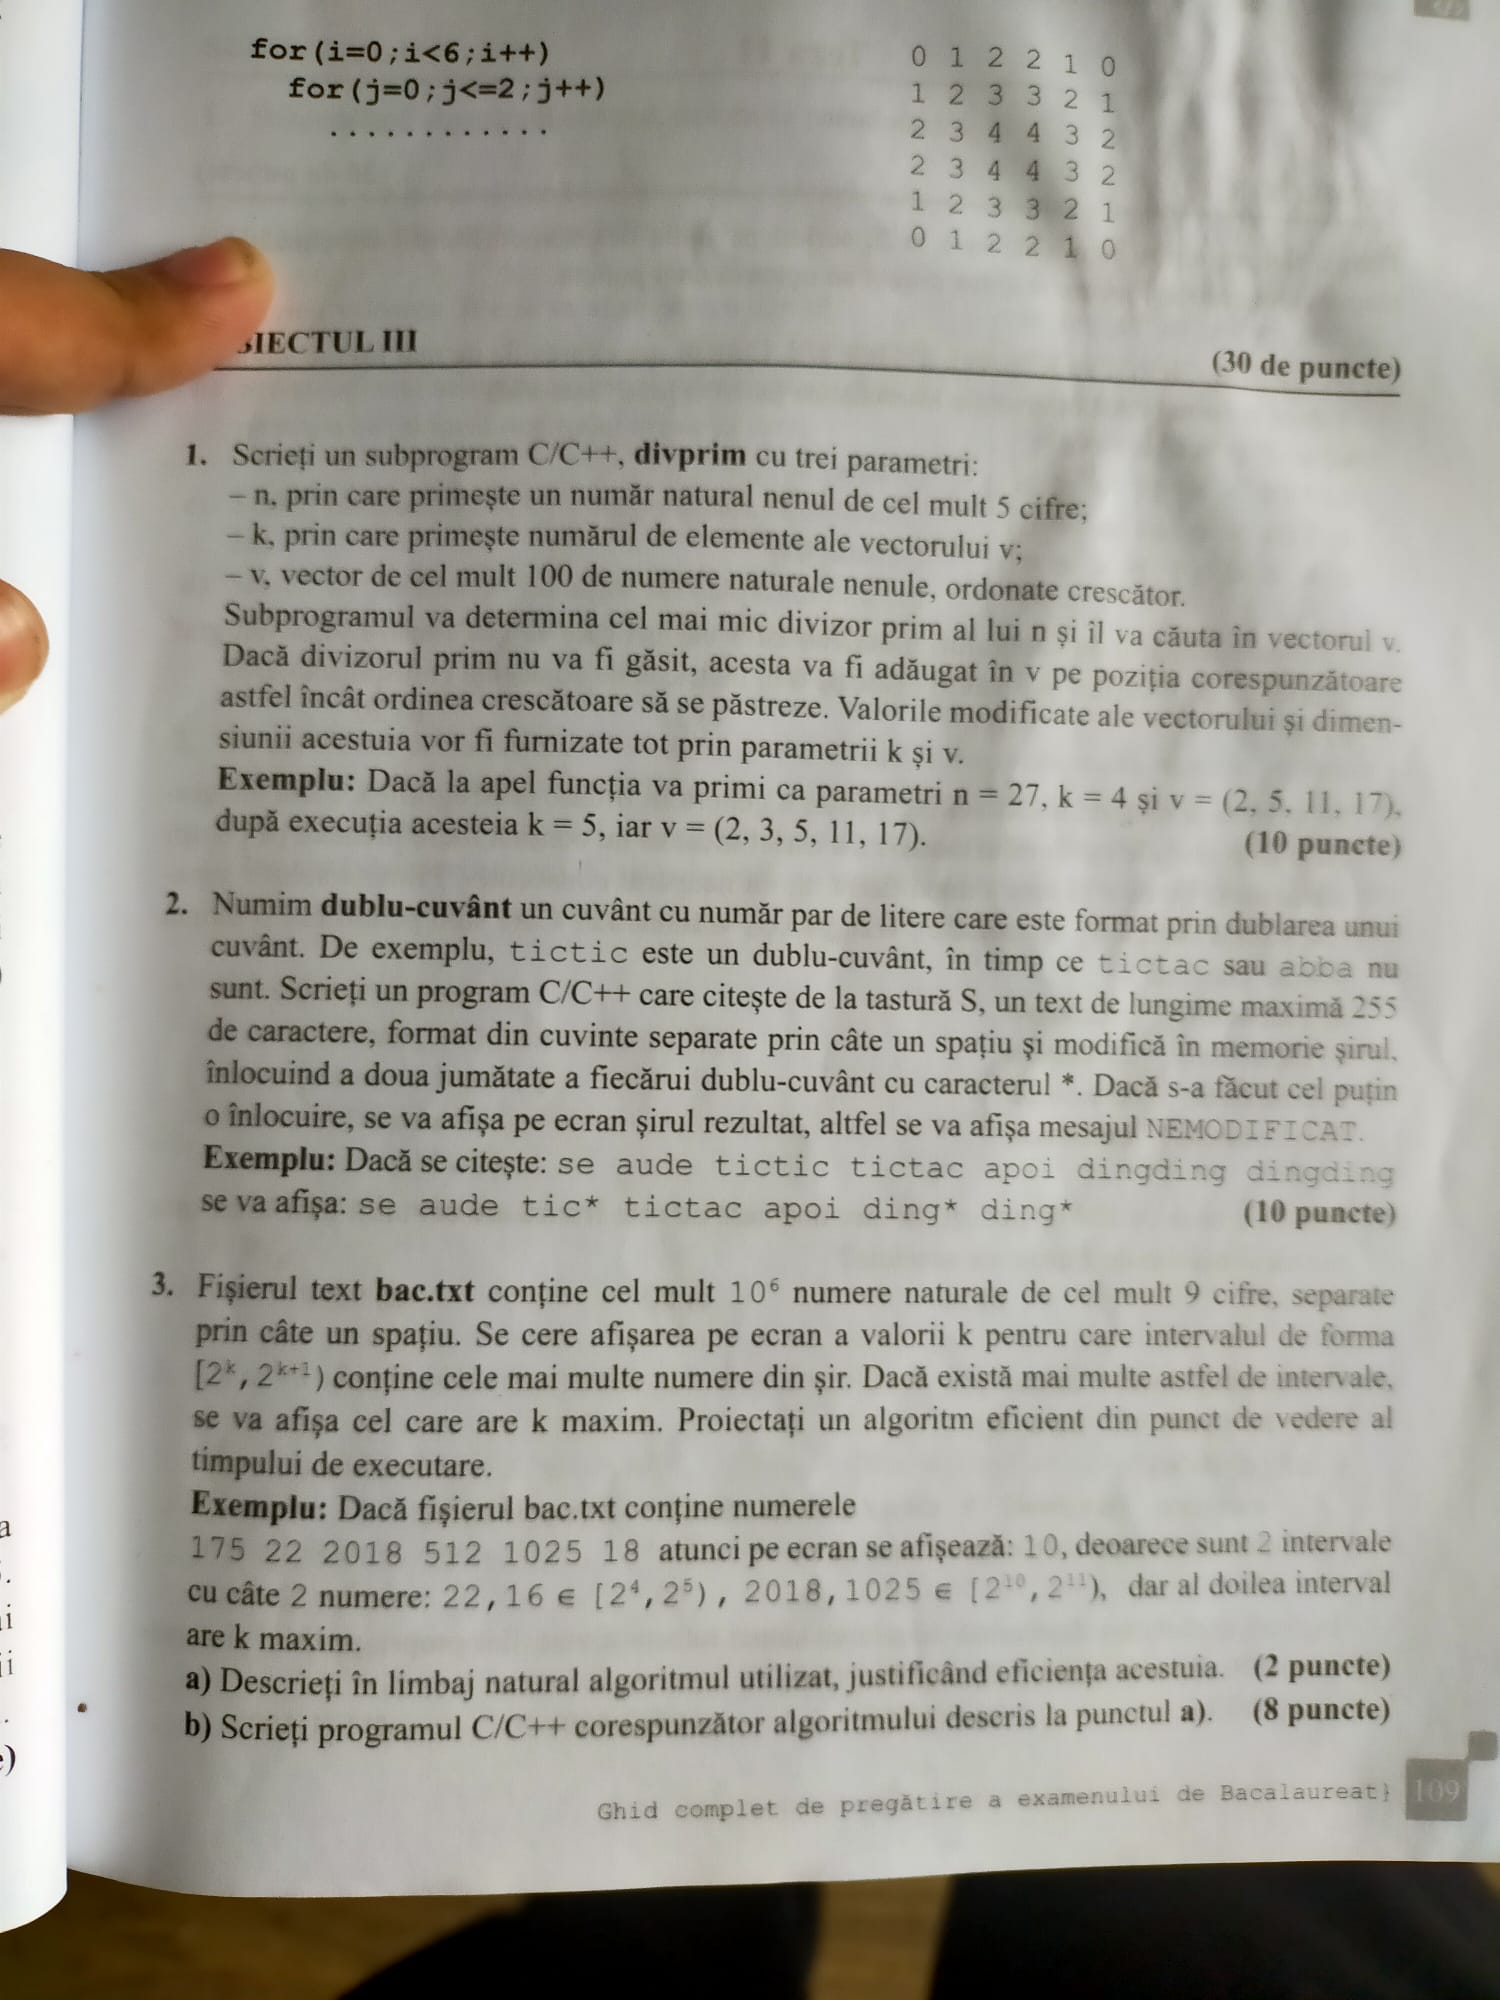 for(i=0;i<6;i++)
for(j=0;j<=2;j++)
............
0 1 2 2 1 0
1 2 3 3 2 1
2 3 4 4 3 2
2 3 4 4 3 2
1 2 3 3 2 1
0 1 2 2 1 0
IECTUL III
(30 de puncte)
1. Scrieți un subprogram C/C++, divprim cu trei parametri:
– n, prin care primește un număr natural nenul de cel mult 5 cifre;
– k, prin care primește numărul de elemente ale vectorului v;
– v, vector de cel mult 100 de numere naturale nenule, ordonate crescător.
Subprogramul va determina cel mai mic divizor prim al lui n și îl va căuta în vectorul v.
Dacă divizorul prim nu va fi găsit, acesta va fi adăugat în v pe poziția corespunzătoare
astfel încât ordinea crescătoare să se păstreze. Valorile modificate ale vectorului și dimen-
siunii acestuia vor fi furnizate tot prin parametrii k și v.
Exemplu: Dacă la apel funcția va primi ca parametri n = 27, k = 4 și v = (2, 5, 11, 17),
după execuția acesteia k = 5, iar v = (2, 3, 5, 11, 17). (10 puncte)
2. Numim dublu-cuvânt un cuvânt cu număr par de litere care este format prin dublarea unui
cuvânt. De exemplu, tictic este un dublu-cuvânt, în timp ce tictac sau abba nu
sunt. Scrieți un program C/C++ care citește de la tastură S, un text de lungime maximă 255
de caractere, format din cuvinte separate prin câte un spațiu și modifică în memorie șirul,
înlocuind a doua jumătate a fiecărui dublu-cuvânt cu caracterul *. Dacă s-a făcut cel puțin
o înlocuire, se va afișa pe ecran șirul rezultat, altfel se va afișa mesajul NEMODIFICAT.
Exemplu: Dacă se citește: se aude tictic tictac apoi dingding dingding
se va afișa: se aude tic* tictac apoi ding* ding* (10 puncte)
3. Fișierul text bac.txt conține cel mult 10⁶ numere naturale de cel mult 9 cifre, separate
prin câte un spațiu. Se cere afișarea pe ecran a valorii k pentru care intervalul de forma
[2ᵏ, 2ᵏ⁺¹) conține cele mai multe numere din șir. Dacă există mai multe astfel de intervale,
se va afișa cel care are k maxim. Proiectați un algoritm eficient din punct de vedere al
timpului de executare.
Exemplu: Dacă fișierul bac.txt conține numerele
175 22 2018 512 1025 18 atunci pe ecran se afișează: 10, deoarece sunt 2 intervale
cu câte 2 numere: 22,16 ∈ [2⁴,2⁵), 2018,1025 ∈ [2¹⁰,2¹¹), dar al doilea interval
are k maxim.
a) Descrieți în limbaj natural algoritmul utilizat, justificând eficiența acestuia. (2 puncte)
b) Scrieți programul C/C++ corespunzător algoritmului descris la punctul a). (8 puncte)
Ghid complet de pregătire a examenului de Bacalaureat} 109